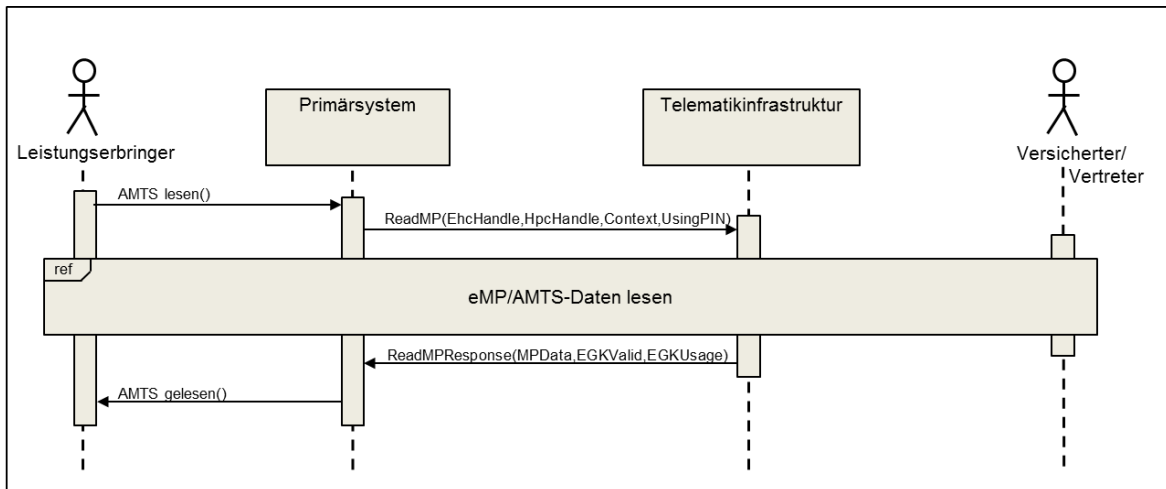 Primärsystem
Telematikinfrastruktur
Leistungserbringer
Versicherter/
Vertreter
AMTS lesen()
ReadMP(EhcHandle,HpcHandle,Context,UsingPIN)
ref
eMP/AMTS-Daten lesen
ReadMPResponse(MPData,EGKValid,EGKUsage)
AMTS gelesen()